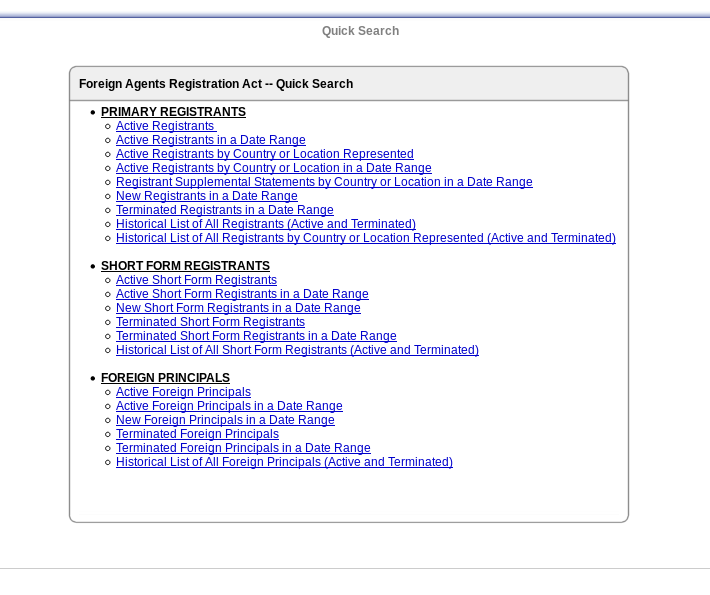 Quick Search
Foreign Agents Registration Act -- Quick Search
PRIMARY REGISTRANTS
Active Registrants
Active Registrants in a Date Range
Active Registrants by Country or Location Represented
Active Registrants by Country or Location in a Date Range
Registrant Supplemental Statements by Country or Location in a Date Range
New Registrants in a Date Range
Terminated Registrants in a Date Range
Historical List of All Registrants (Active and Terminated)
Historical List of All Registrants by Country or Location Represented (Active and Terminated)
SHORT FORM REGISTRANTS
Active Short Form Registrants
Active Short Form Registrants in a Date Range
New Short Form Registrants in a Date Range
Terminated Short Form Registrants
Terminated Short Form Registrants in a Date Range
Historical List of All Short Form Registrants (Active and Terminated)
FOREIGN PRINCIPALS
Active Foreign Principals
Active Foreign Principals in a Date Range
New Foreign Principals in a Date Range
Terminated Foreign Principals
Terminated Foreign Principals in a Date Range
Historical List of All Foreign Principals (Active and Terminated)